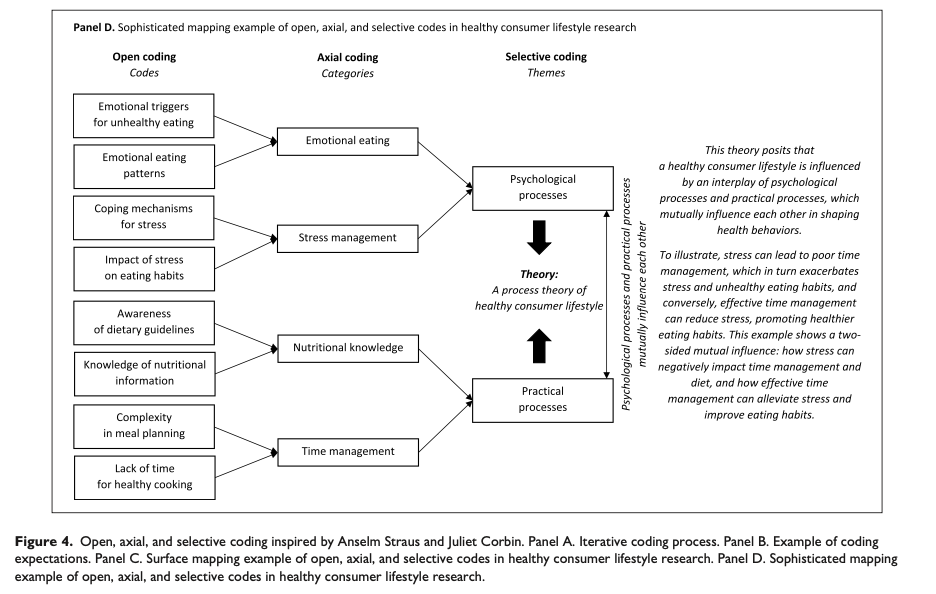 Panel D. Sophisticated mapping example of open, axial, and selective codes in healthy consumer lifestyle research
Open coding
Codes
Axial coding
Categories
Selective coding
Themes
Emotional triggers
for unhealthy eating
Emotional eating
patterns
Coping mechanisms
for stress
Impact of stress
on eating habits
Awareness
of dietary guidelines
Knowledge of nutritional
information
Complexity
in meal planning
Lack of time
for healthy cooking
Emotional eating
Stress management
Nutritional knowledge
Time management
Psychological
processes
Theory:
A process theory of
healthy consumer lifestyle
Practical
processes
Psychological processes and practical processes
mutually influence each other
This theory posits that
a healthy consumer lifestyle is influenced
by an interplay of psychological
processes and practical processes, which
mutually influence each other in shaping
health behaviors.
To illustrate, stress can lead to poor time
management, which in turn exacerbates
stress and unhealthy eating habits, and
conversely, effective time management
can reduce stress, promoting healthier
eating habits. This example shows a two-
sided mutual influence: how stress can
negatively impact time management and
diet, and how effective time
management can alleviate stress and
improve eating habits.
Figure 4. Open, axial, and selective coding inspired by Anselm Straus and Juliet Corbin. Panel A. Iterative coding process. Panel B. Example of coding
expectations. Panel C. Surface mapping example of open, axial, and selective codes in healthy consumer lifestyle research. Panel D. Sophisticated mapping
example of open, axial, and selective codes in healthy consumer lifestyle research.